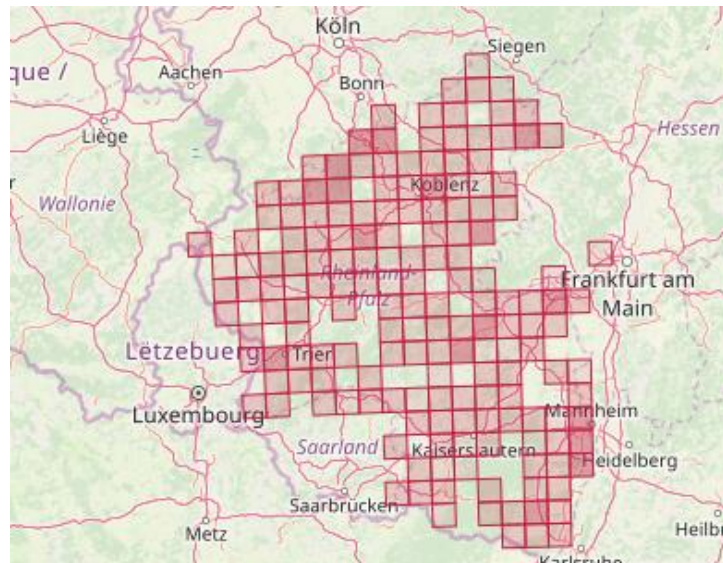 Köln
Siegen
que /
Aachen
Bonn
Liège
Hessen
Koblenz
Wallonie
Rheinland-
Pfalz
Frankfurt am
Main
Lëtzebuerg
Trier
Luxembourg
Mannheim
Saarland
Kaiserslautern
Heidelberg
Saarbrücken
Metz
Heilb
Karlsruhe